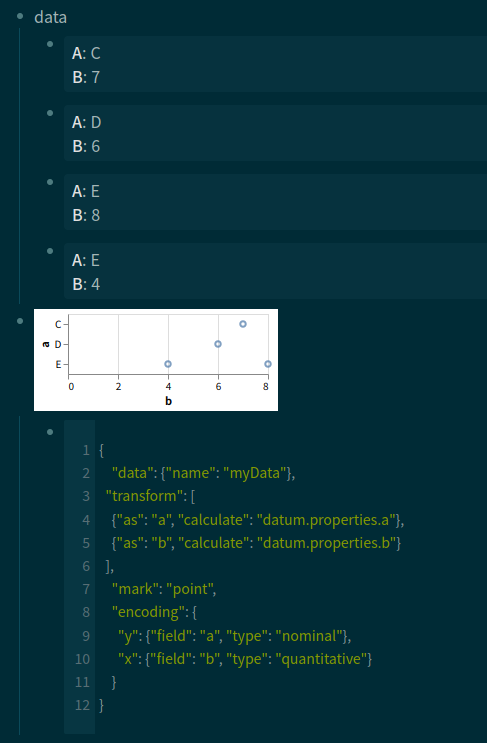 data
A: C
B: 7
A: D
B: 6
A: E
B: 8
A: E
B: 4
C
a D
E
0 2 4 6 8
b
1 {
2 "data": {"name": "myData"},
3 "transform": [
4 {"as": "a", "calculate": "datum.properties.a"},
5 {"as": "b", "calculate": "datum.properties.b"}
6 ],
7 "mark": "point",
8 "encoding": {
9 "y": {"field": "a", "type": "nominal"},
10 "x": {"field": "b", "type": "quantitative"}
11 }
12 }